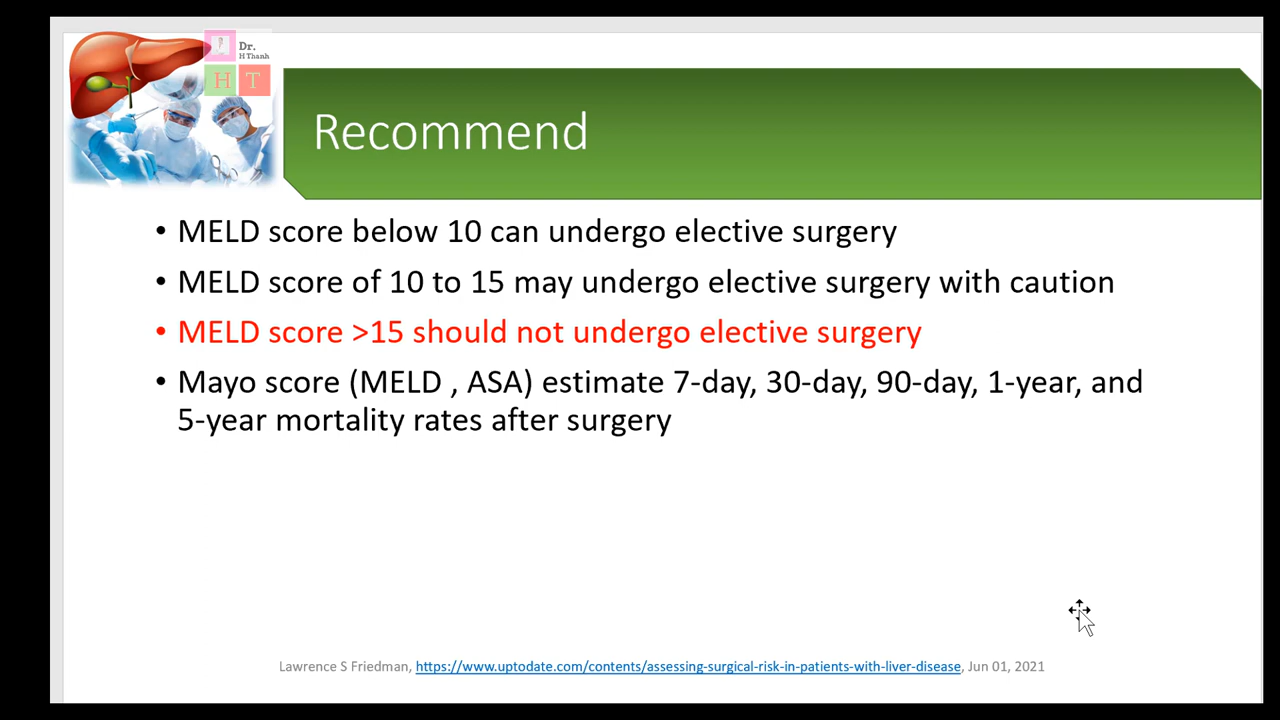 Dr.
H Thanh
H T
Recommend
• MELD score below 10 can undergo elective surgery
• MELD score of 10 to 15 may undergo elective surgery with caution
• MELD score >15 should not undergo elective surgery
• Mayo score (MELD , ASA) estimate 7-day, 30-day, 90-day, 1-year, and
5-year mortality rates after surgery
Lawrence S Friedman, https://www.uptodate.com/contents/assessing-surgical-risk-in-patients-with-liver-disease, Jun 01, 2021